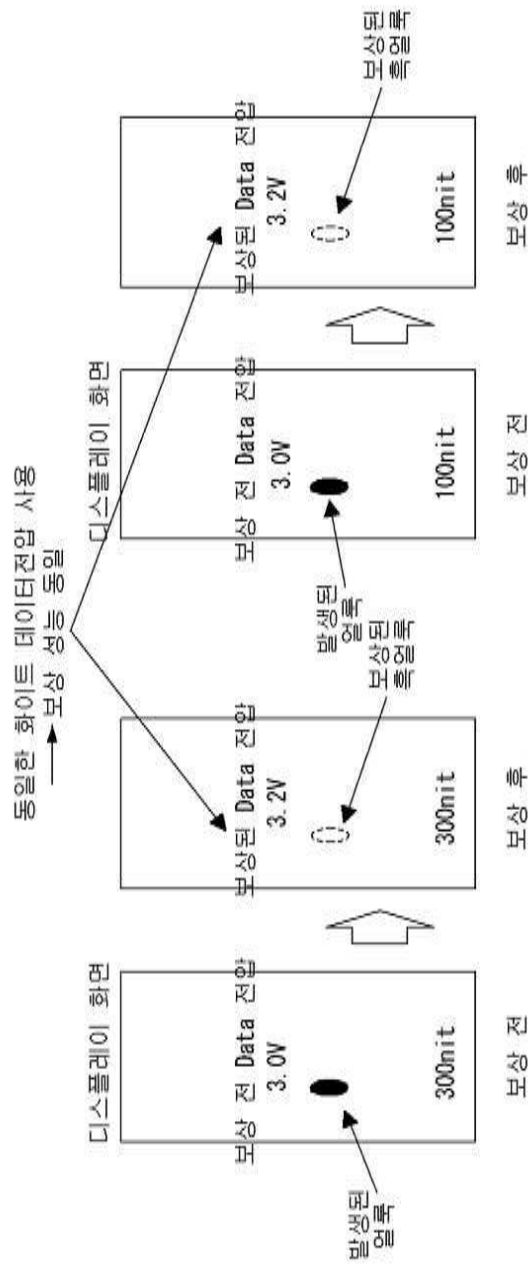 동일한 화이트 데이터전압 사용
보상 성능 동일
디스플레이 화면
보상 전 Data 전압
3.0V
300nit
보상 전
발생된
얼룩
보상된 Data 전압
3.2V
300nit
보상 후
보상된
흑얼룩
디스플레이 화면
보상 전 Data 전압
3.0V
100nit
보상 전
발생된
얼룩
보상된 Data 전압
3.2V
100nit
보상 후
보상된
흑얼룩